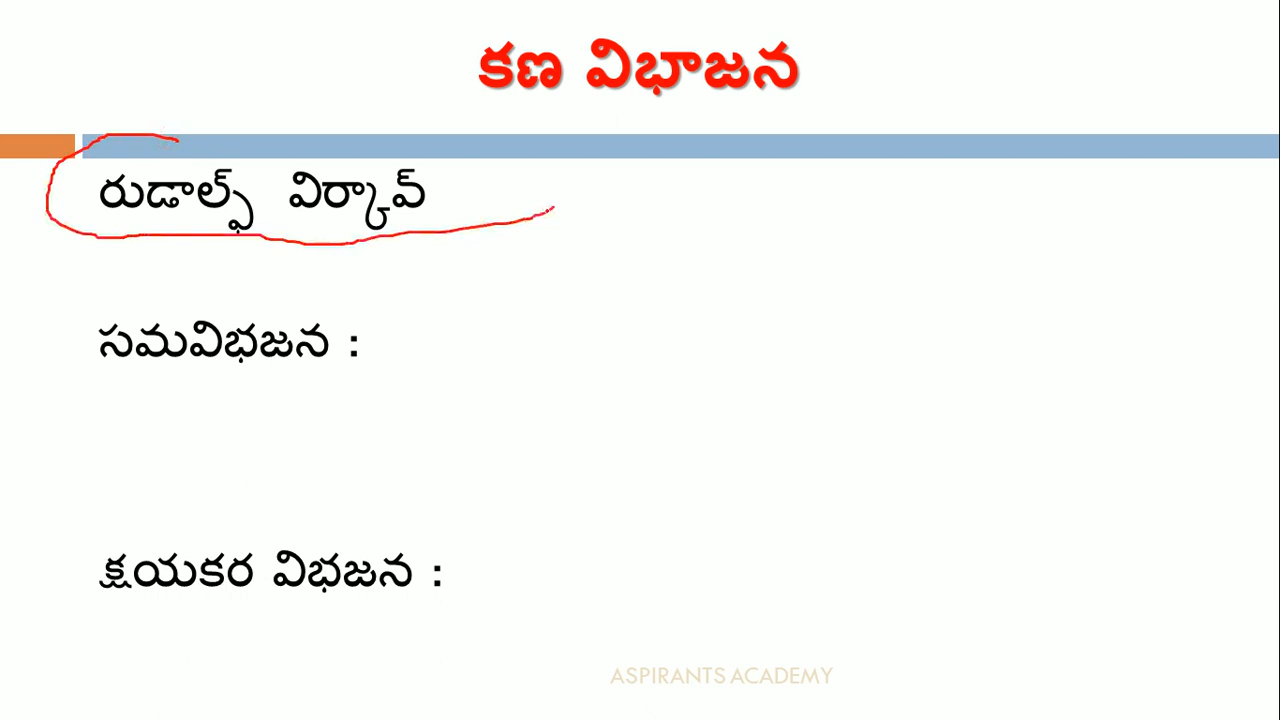 కణ విభాజన
రుడాల్ఫ్ విర్కావ్
సమవిభజన :
క్షయకర విభజన :
ASPIRANTS ACADEMY